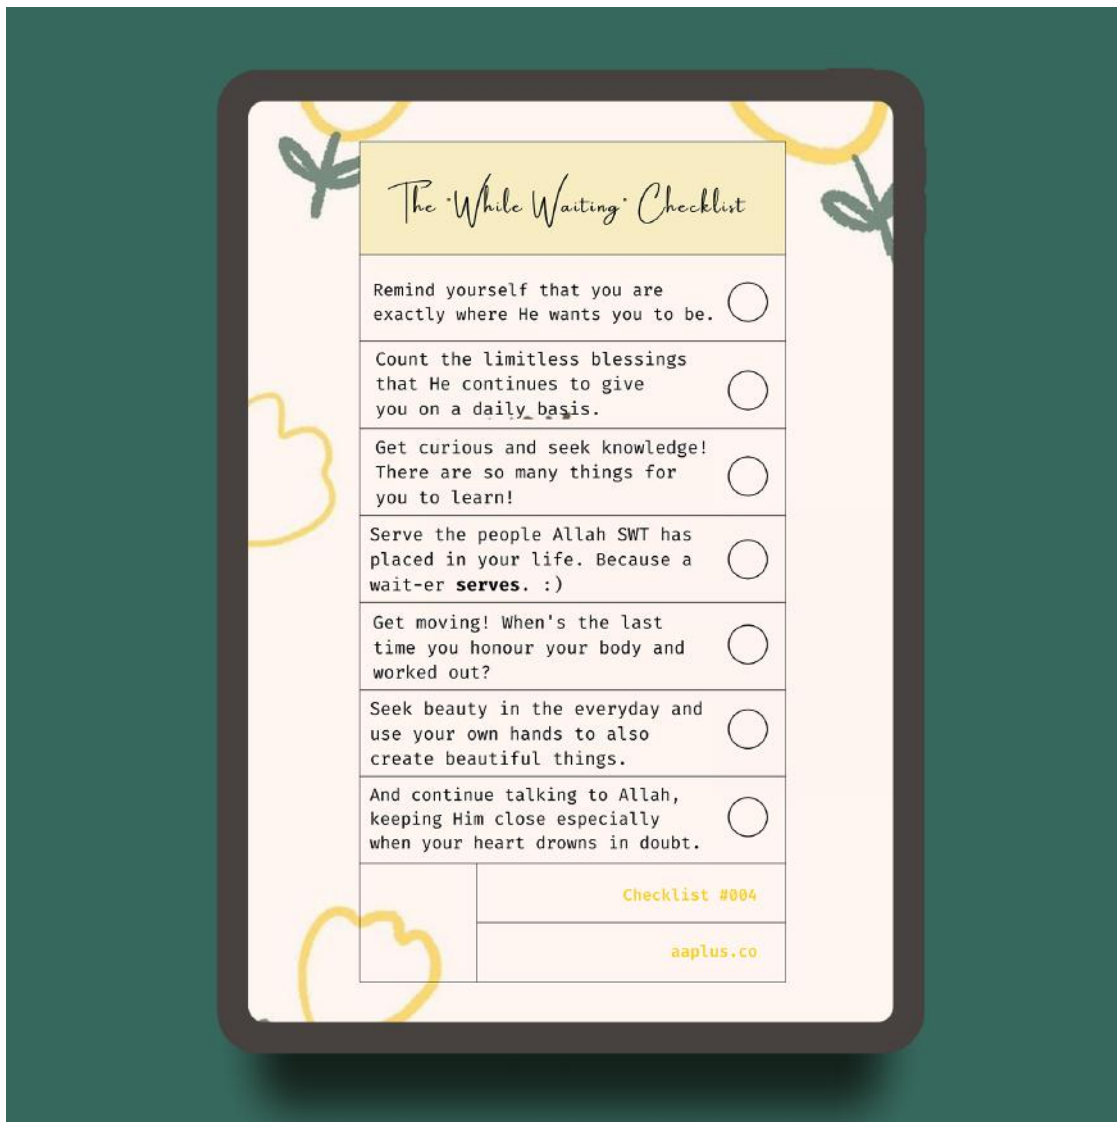 The "While Waiting" Checklist
Remind yourself that you are
exactly where He wants you to be.
Count the limitless blessings
that He continues to give
you on a daily basis.
Get curious and seek knowledge!
There are so many things for
you to learn!
Serve the people Allah SWT has
placed in your life. Because a
wait-er serves. :)
Get moving! When's the last
time you honour your body and
worked out?
Seek beauty in the everyday and
use your own hands to also
create beautiful things.
And continue talking to Allah,
keeping Him close especially
when your heart drowns in doubt.
Checklist #004
aaplus.co